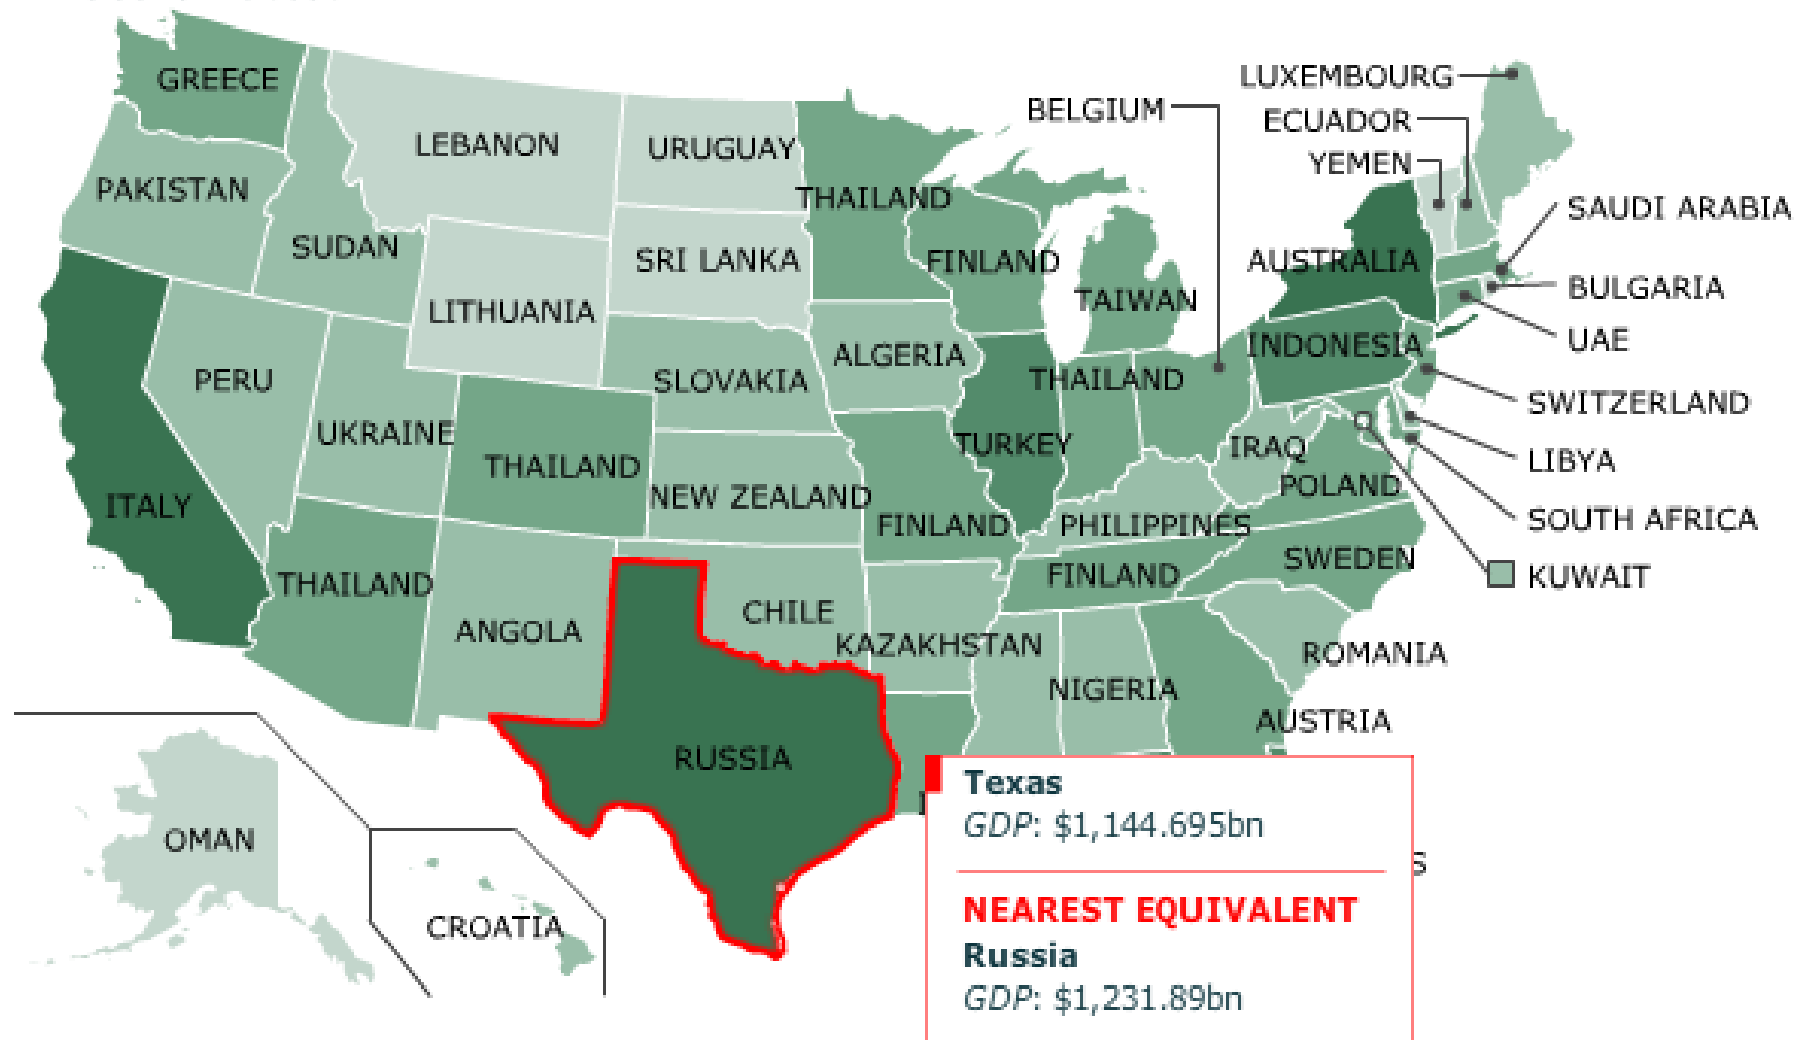 LUXEMBOURG
GREECE
BELGIUM
ECUADOR
LEBANON
URUGUAY
YEMEN
PAKISTAN
THAILAND
SAUDI ARABIA
SUDAN
SRI LANKA
FINLAND
AUSTRALIA
BULGARIA
LITHUANIA
TAIWAN
UAE
ALGERIA
INDONESIA
PERU
SLOVAKIA
THAILAND
SWITZERLAND
UKRAINE
TURKEY
IRAQ
LIBYA
THAILAND
POLAND
ITALY
NEW ZEALAND
FINLAND
PHILIPPINES
SOUTH AFRICA
SWEDEN
KUWAIT
THAILAND
FINLAND
ANGOLA
CHILE
KAZAKHSTAN
ROMANIA
NIGERIA
AUSTRIA
RUSSIA
OMAN
CROATIA
Texas
GDP: $1,144.695bn
NEAREST EQUIVALENT
Russia
GDP: $1,231.89bn